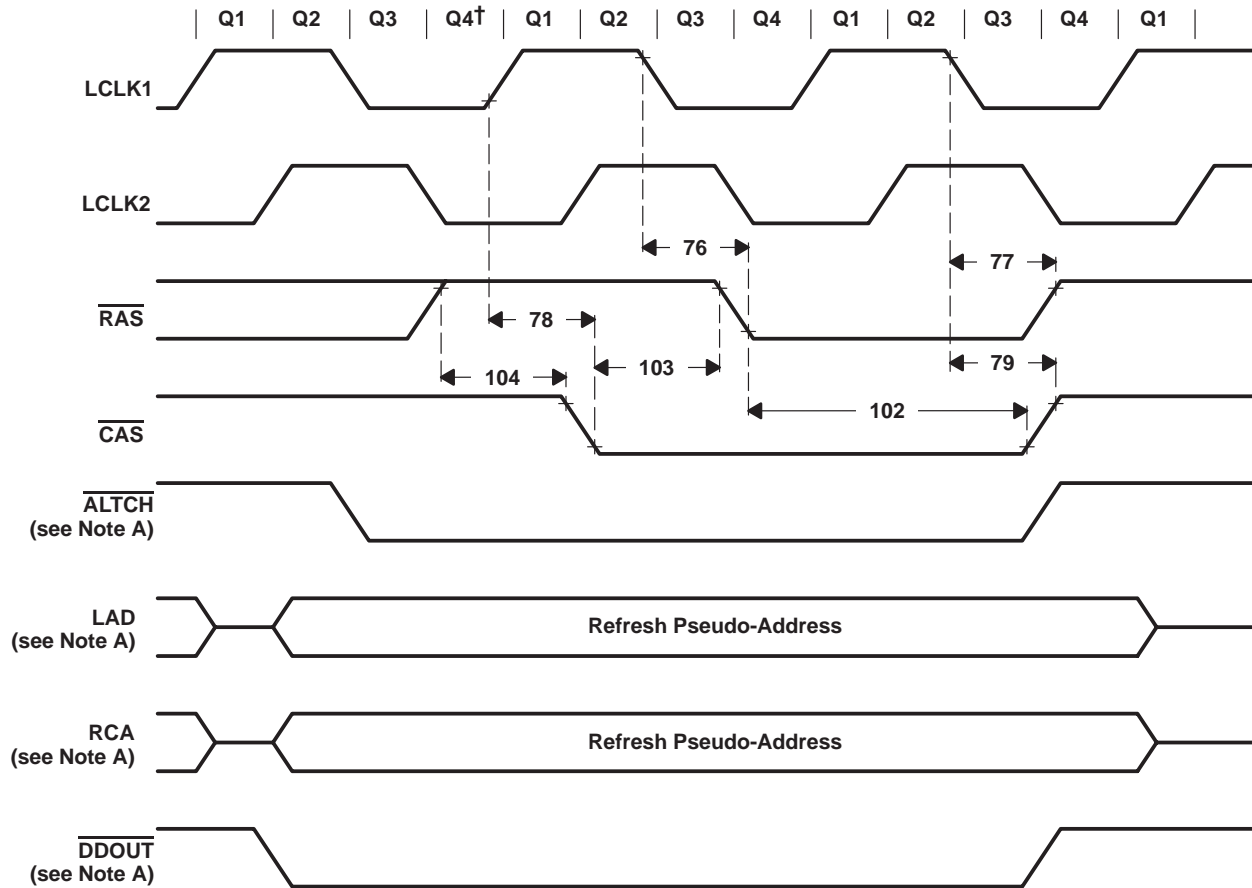 Q1 Q2 Q3 Q4† Q1 Q2 Q3 Q4 Q1 Q2 Q3 Q4 Q1
LCLK1
LCLK2
76
77
RAS
78
79
103
104
102
CAS
ALTCH
(see Note A)
LAD
(see Note A)
Refresh Pseudo-Address
RCA
(see Note A)
Refresh Pseudo-Address
DDOUT
(see Note A)